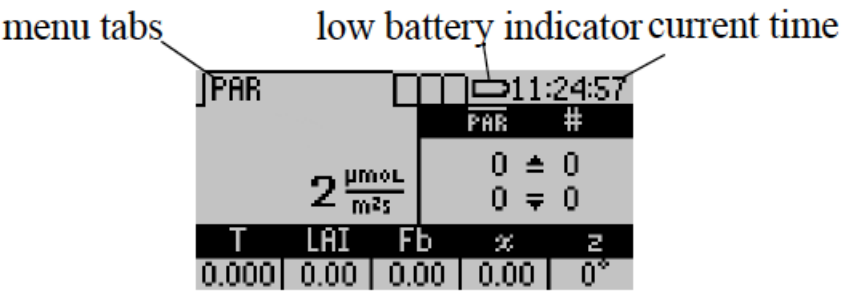 menu tabs low battery indicator current time
PAR 11:24:57
PAR #
0 0
2 µmol/m²s 0 0
T LAI Fb x z
0.000 0.00 0.00 0.00 0°